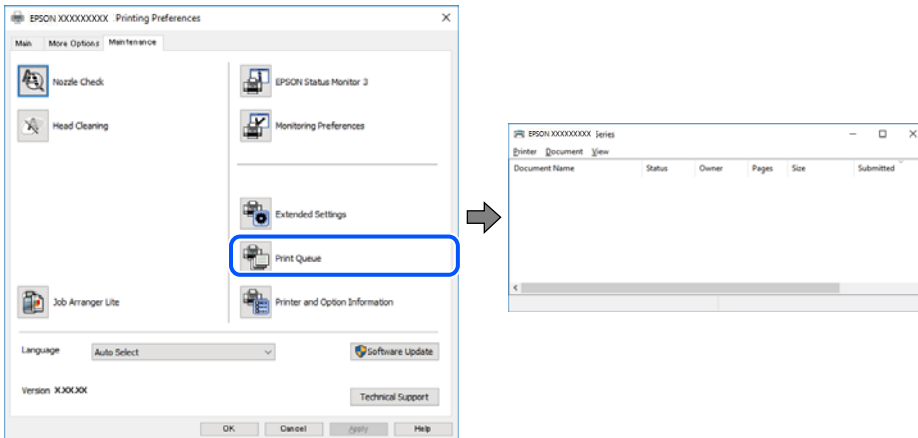 EPSON XXXXXXXXX Printing Preferences
Main More Options Maintenance
Nozzle Check
EPSON Status Monitor 3
Head Cleaning
Monitoring Preferences
Extended Settings
Print Queue
Job Arranger Lite
Printer and Option Information
Language Auto Select
Software Update
Version X.XX.XX
Technical Support
OK Cancel Apply Help
EPSON XXXXXXXXX Series
Printer Document View
Document Name Status Owner Pages Size Submitted